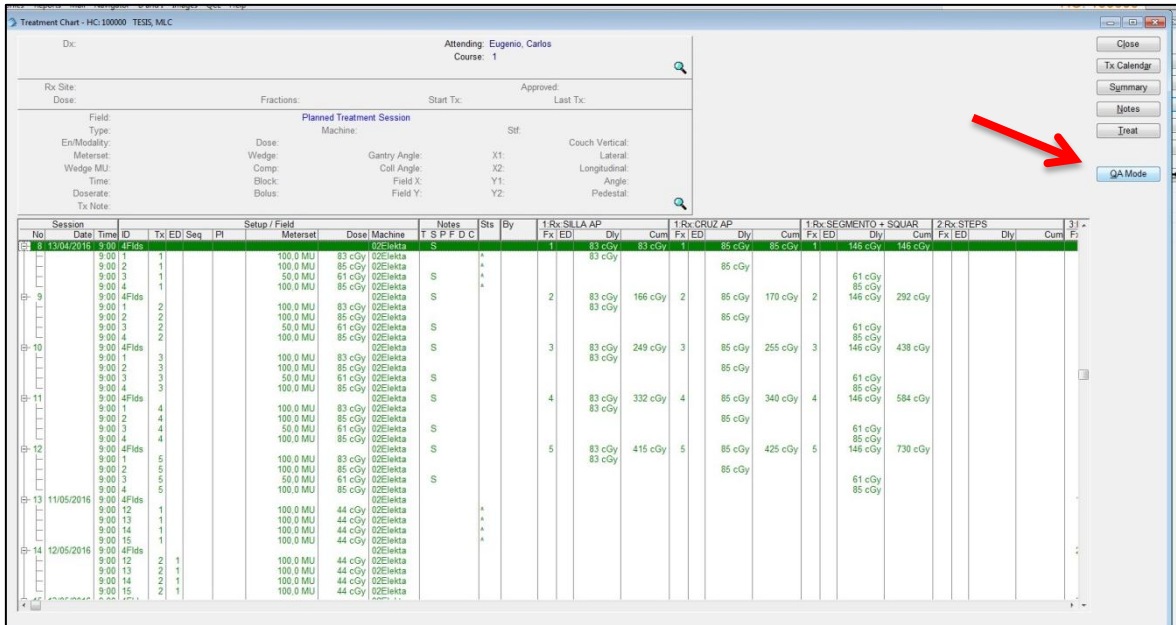 Reports Mail Navigator Images QCL Help
Treatment Chart - HC: 100000 TESIS, MLC
Dx: Attending: Eugenio, Carlos
Course: 1
Rx Site: Approved:
Dose: Fractions: Start Tx: Last Tx:
Field: Planned Treatment Session
Type: Machine: Stf:
En/Modality: Dose: Couch Vertical:
Meterset: Wedge: Gantry Angle: X1: Lateral:
Wedge MU: Comp: Coll Angle: X2: Longitudinal:
Time: Block: Field X: Y1: Angle:
Doserate: Bolus: Field Y: Y2: Pedestal:
Tx Note:
Close
Tx Calendar
Summary
Notes
Treat
QA Mode
Session Setup / Field Notes Sts By 1:Rx:SILLA AP 1:Rx:CRUZ AP 1:Rx:SEGMENTO + SQUAR 2:Rx STEPS
No Date Time ID Tx ED Seq PI Meterset Dose Machine T S P F D C Fx ED Dly Cum Fx ED Dly Cum Fx ED Dly Cum Fx ED Dly Cum
8 13/04/2016 9:00 4Flds 02Elekta S 1 83 cGy 83 cGy 1 85 cGy 85 cGy 1 146 cGy 146 cGy
9:00 1 1 100,0 MU 83 cGy 02Elekta 83 cGy
9:00 2 1 100,0 MU 85 cGy 02Elekta 85 cGy
9:00 3 1 50,0 MU 61 cGy 02Elekta S 61 cGy
9:00 4 1 100,0 MU 85 cGy 02Elekta 85 cGy
9 9:00 4Flds 02Elekta S 2 83 cGy 166 cGy 2 85 cGy 170 cGy 2 146 cGy 292 cGy
9:00 1 2 100,0 MU 83 cGy 02Elekta 83 cGy
9:00 2 2 100,0 MU 85 cGy 02Elekta 85 cGy
9:00 3 2 50,0 MU 61 cGy 02Elekta S 61 cGy
9:00 4 2 100,0 MU 85 cGy 02Elekta 85 cGy
10 9:00 4Flds 02Elekta S 3 83 cGy 249 cGy 3 85 cGy 255 cGy 3 146 cGy 438 cGy
9:00 1 3 100,0 MU 83 cGy 02Elekta 83 cGy
9:00 2 3 100,0 MU 85 cGy 02Elekta 85 cGy
9:00 3 3 50,0 MU 61 cGy 02Elekta S 61 cGy
9:00 4 3 100,0 MU 85 cGy 02Elekta 85 cGy
11 9:00 4Flds 02Elekta S 4 83 cGy 332 cGy 4 85 cGy 340 cGy 4 146 cGy 584 cGy
9:00 1 4 100,0 MU 83 cGy 02Elekta 83 cGy
9:00 2 4 100,0 MU 85 cGy 02Elekta 85 cGy
9:00 3 4 50,0 MU 61 cGy 02Elekta S 61 cGy
9:00 4 4 100,0 MU 85 cGy 02Elekta 85 cGy
12 9:00 4Flds 02Elekta S 5 83 cGy 415 cGy 5 85 cGy 425 cGy 5 146 cGy 730 cGy
9:00 1 5 100,0 MU 83 cGy 02Elekta 83 cGy
9:00 2 5 100,0 MU 85 cGy 02Elekta 85 cGy
9:00 3 5 50,0 MU 61 cGy 02Elekta S 61 cGy
9:00 4 5 100,0 MU 85 cGy 02Elekta 85 cGy
13 11/05/2016 9:00 4Flds 02Elekta
9:00 12 1 100,0 MU 44 cGy 02Elekta
9:00 13 1 100,0 MU 44 cGy 02Elekta
9:00 14 1 100,0 MU 44 cGy 02Elekta
9:00 15 1 100,0 MU 44 cGy 02Elekta
14 12/05/2016 9:00 4Flds 02Elekta
9:00 12 2 1 100,0 MU 44 cGy 02Elekta
9:00 13 2 1 100,0 MU 44 cGy 02Elekta
9:00 14 2 1 100,0 MU 44 cGy 02Elekta
9:00 15 2 1 100,0 MU 44 cGy 02Elekta